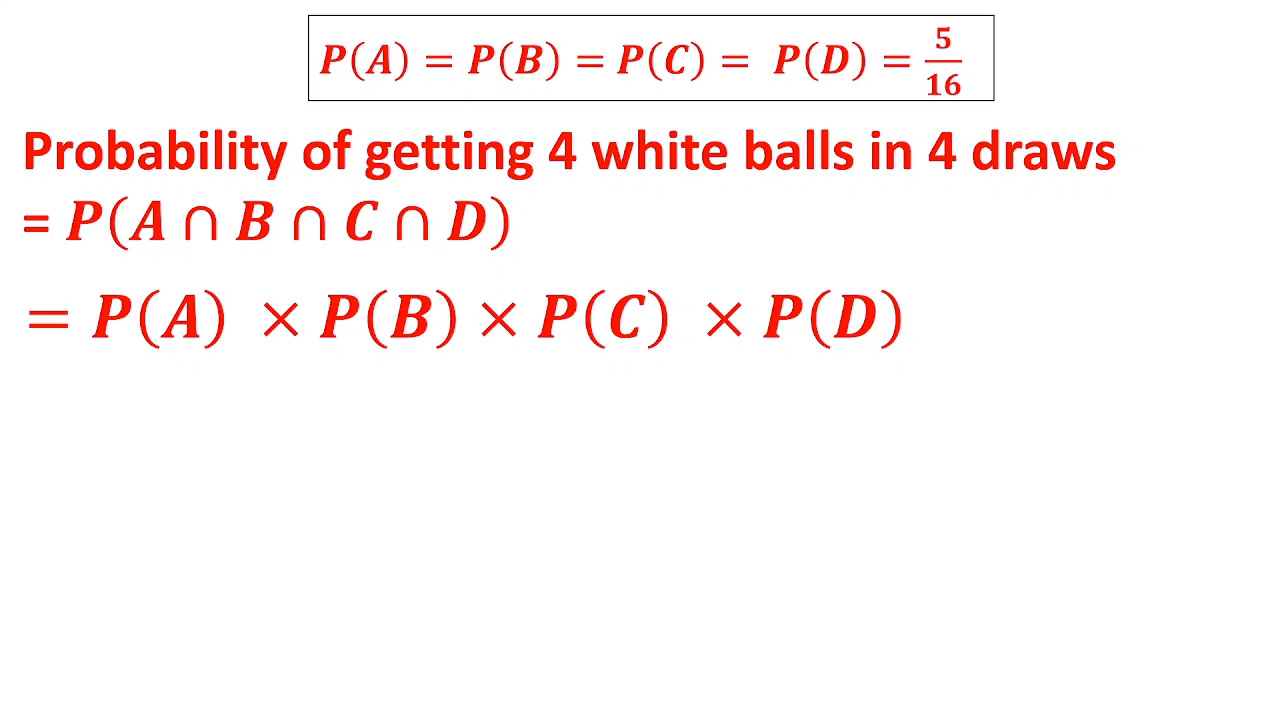 P(A) = P(B) = P(C) = P(D) = 5/16
Probability of getting 4 white balls in 4 draws
= P(A ∩ B ∩ C ∩ D)
= P(A) × P(B) × P(C) × P(D)